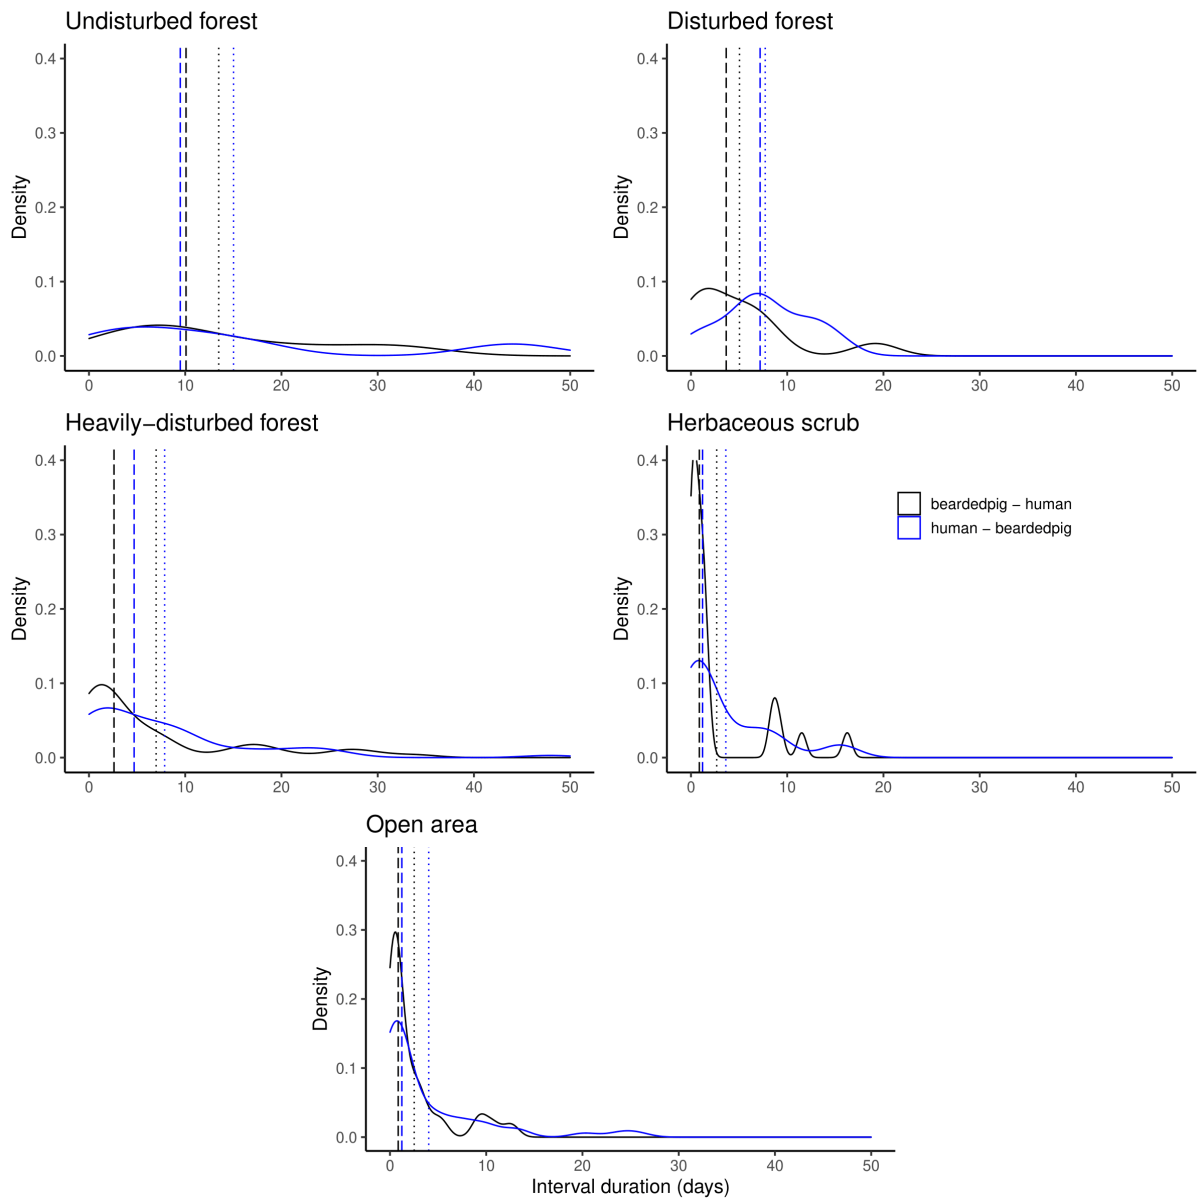 Undisturbed forest
Density
0.4
0.3
0.2
0.1
0.0
0 10 20 30 40 50
Disturbed forest
Density
0.4
0.3
0.2
0.1
0.0
0 10 20 30 40 50
Heavily−disturbed forest
Density
0.4
0.3
0.2
0.1
0.0
0 10 20 30 40 50
Herbaceous scrub
Density
0.4
0.3
0.2
0.1
0.0
0 10 20 30 40 50
beardedpig − human
human − beardedpig
Open area
Density
0.4
0.3
0.2
0.1
0.0
0 10 20 30 40 50
Interval duration (days)